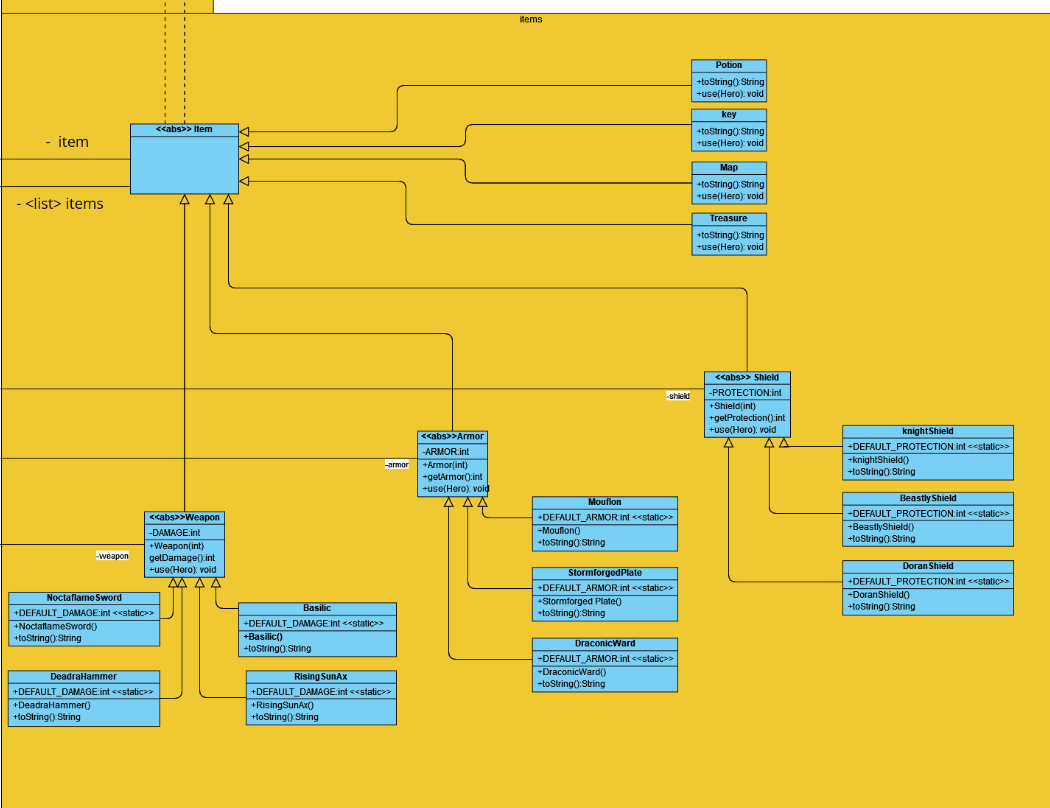 items
<<abs>> Item
- item
- <list> items
Potion
+toString():String
+use(Hero): void
key
+toString():String
+use(Hero): void
Map
+toString():String
+use(Hero): void
Treasure
+toString():String
+use(Hero): void
<<abs>> Shield
-PROTECTION:int
+Shield(int)
+getProtection():int
+use(Hero): void
-shield
knightShield
+DEFAULT_PROTECTION:int <<static>>
+knightShield()
+toString():String
BeastlyShield
+DEFAULT_PROTECTION:int <<static>>
+BeastlyShield()
+toString():String
DoranShield
+DEFAULT_PROTECTION:int <<static>>
+DoranShield()
+toString():String
<<abs>>Armor
-ARMOR:int
+Armor(int)
+getArmor():int
+use(Hero): void
-armor
Mouflon
+DEFAULT_ARMOR:int <<static>>
+Mouflon()
+toString():String
StormforgedPlate
+DEFAULT_ARMOR:int <<static>>
+Stormforged Plate()
+toString():String
DraconicWard
+DEFAULT_ARMOR:int <<static>>
+DraconicWard()
+toString():String
<<abs>>Weapon
-DAMAGE:int
+Weapon(int)
getDamage():int
+use(Hero): void
-weapon
NoctaflameSword
+DEFAULT_DAMAGE:int <<static>>
+NoctaflameSword()
+toString():String
Basilic
+DEFAULT_DAMAGE:int <<static>>
+Basilic()
+toString():String
DeadraHammer
+DEFAULT_DAMAGE:int <<static>>
+DeadraHammer()
+toString():String
RisingSunAx
+DEFAULT_DAMAGE:int <<static>>
+RisingSunAx()
+toString():String